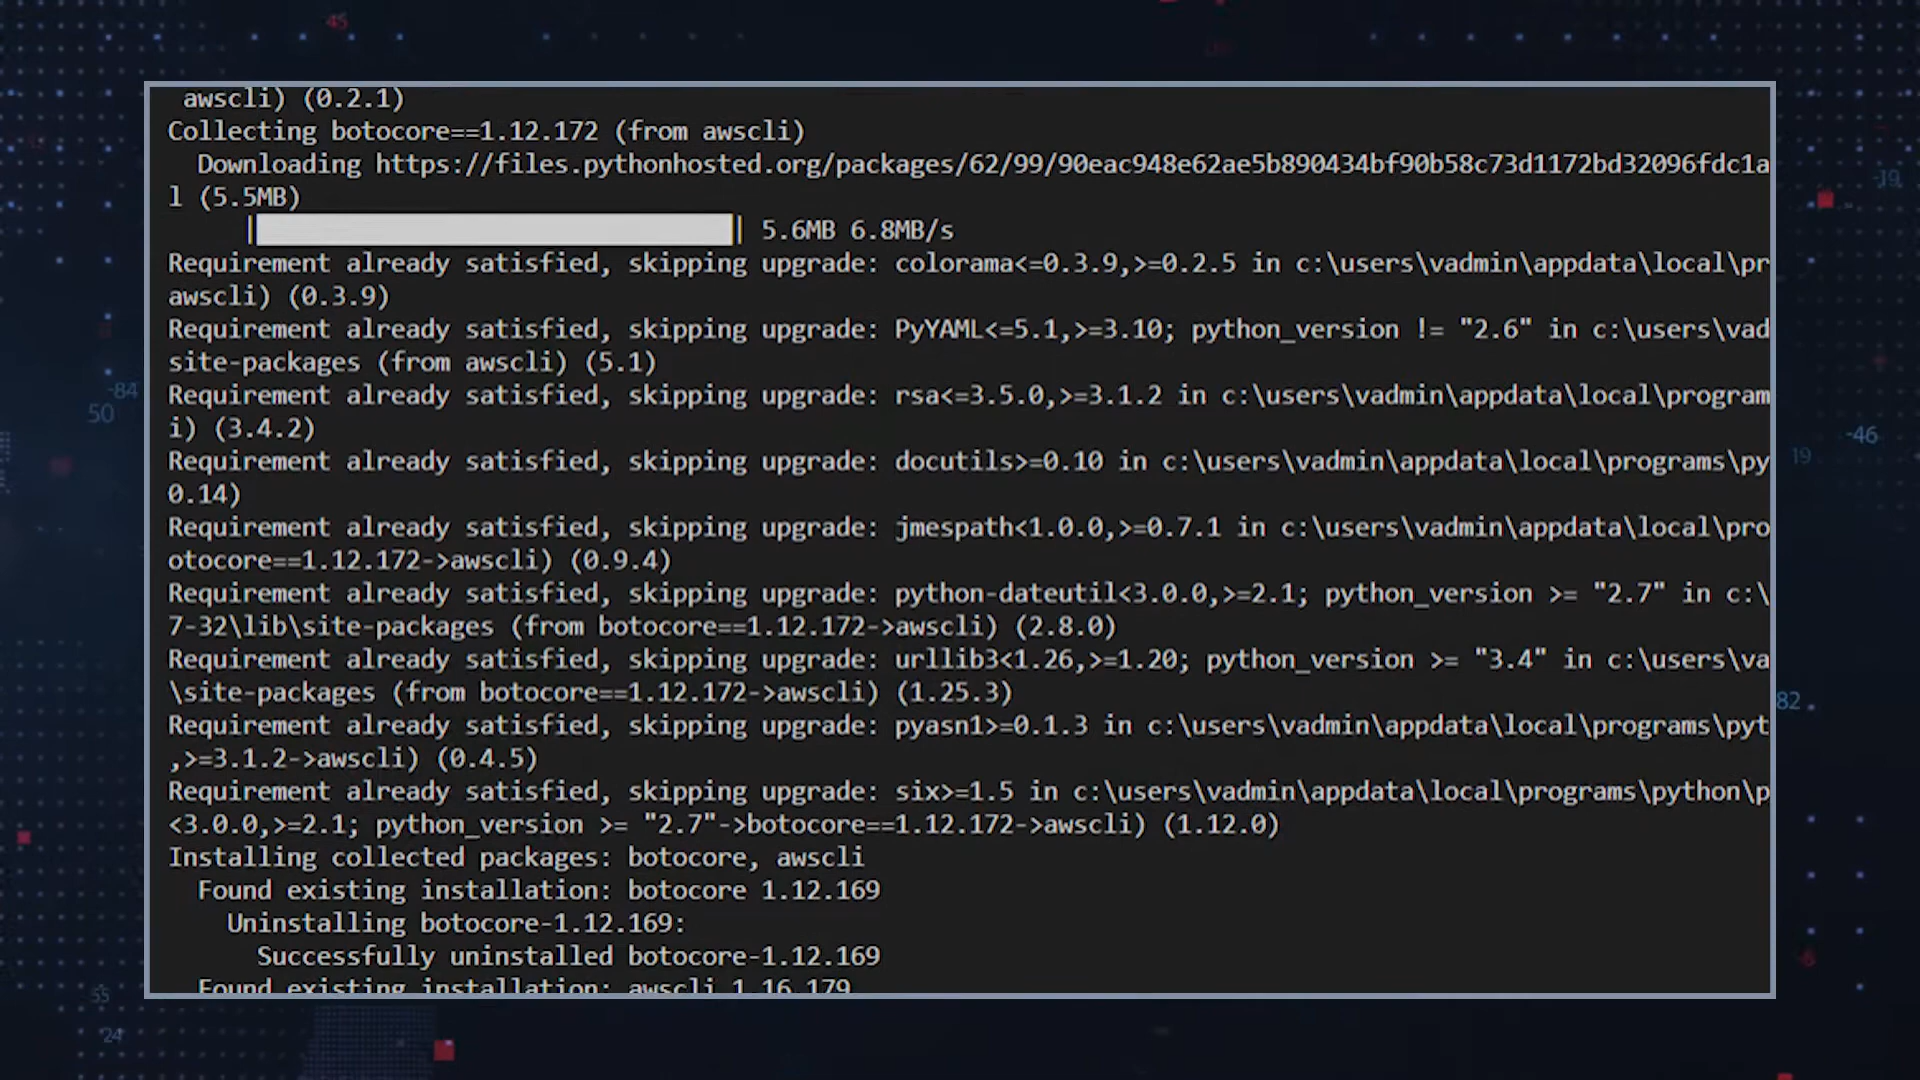 awscli) (0.2.1)
Collecting botocore==1.12.172 (from awscli)
Downloading https://files.pythonhosted.org/packages/62/99/90eac948e62ae5b890434bf90b58c73d1172bd32096fdc1a
l (5.5MB)
|    | 5.6MB 6.8MB/s
Requirement already satisfied, skipping upgrade: colorama<=0.3.9,>=0.2.5 in c:\users\vadmin\appdata\local\pr
awscli) (0.3.9)
Requirement already satisfied, skipping upgrade: PyYAML<=5.1,>=3.10; python_version != "2.6" in c:\users\vad
site-packages (from awscli) (5.1)
Requirement already satisfied, skipping upgrade: rsa<=3.5.0,>=3.1.2 in c:\users\vadmin\appdata\local\program
i) (3.4.2)
Requirement already satisfied, skipping upgrade: docutils>=0.10 in c:\users\vadmin\appdata\local\programs\py
0.14)
Requirement already satisfied, skipping upgrade: jmespath<1.0.0,>=0.7.1 in c:\users\vadmin\appdata\local\pro
otocore==1.12.172->awscli) (0.9.4)
Requirement already satisfied, skipping upgrade: python-dateutil<3.0.0,>=2.1; python_version >= "2.7" in c:\
7-32\lib\site-packages (from botocore==1.12.172->awscli) (2.8.0)
Requirement already satisfied, skipping upgrade: urllib3<1.26,>=1.20; python_version >= "3.4" in c:\users\va
\site-packages (from botocore==1.12.172->awscli) (1.25.3)
Requirement already satisfied, skipping upgrade: pyasn1>=0.1.3 in c:\users\vadmin\appdata\local\programs\pyt
,>=3.1.2->awscli) (0.4.5)
Requirement already satisfied, skipping upgrade: six>=1.5 in c:\users\vadmin\appdata\local\programs\python\p
<3.0.0,>=2.1; python_version >= "2.7"->botocore==1.12.172->awscli) (1.12.0)
Installing collected packages: botocore, awscli
Found existing installation: botocore 1.12.169
Uninstalling botocore-1.12.169:
Successfully uninstalled botocore-1.12.169
Found existing installation: awscli 1.16.179
45
-84
50
55
24
-19
-46
19
82
-6